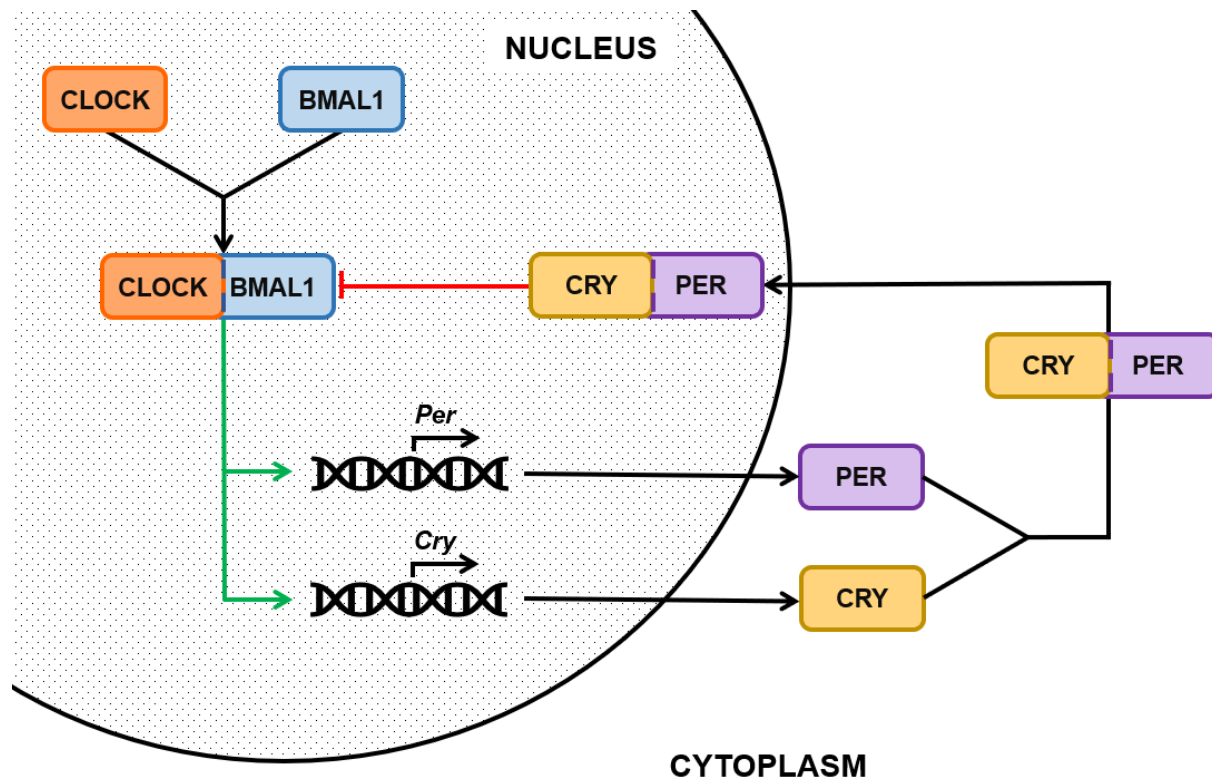 NUCLEUS
CLOCK
BMAL1
CLOCK
BMAL1
CRY
PER
CRY
PER
Per
PER
Cry
CRY
CYTOPLASM